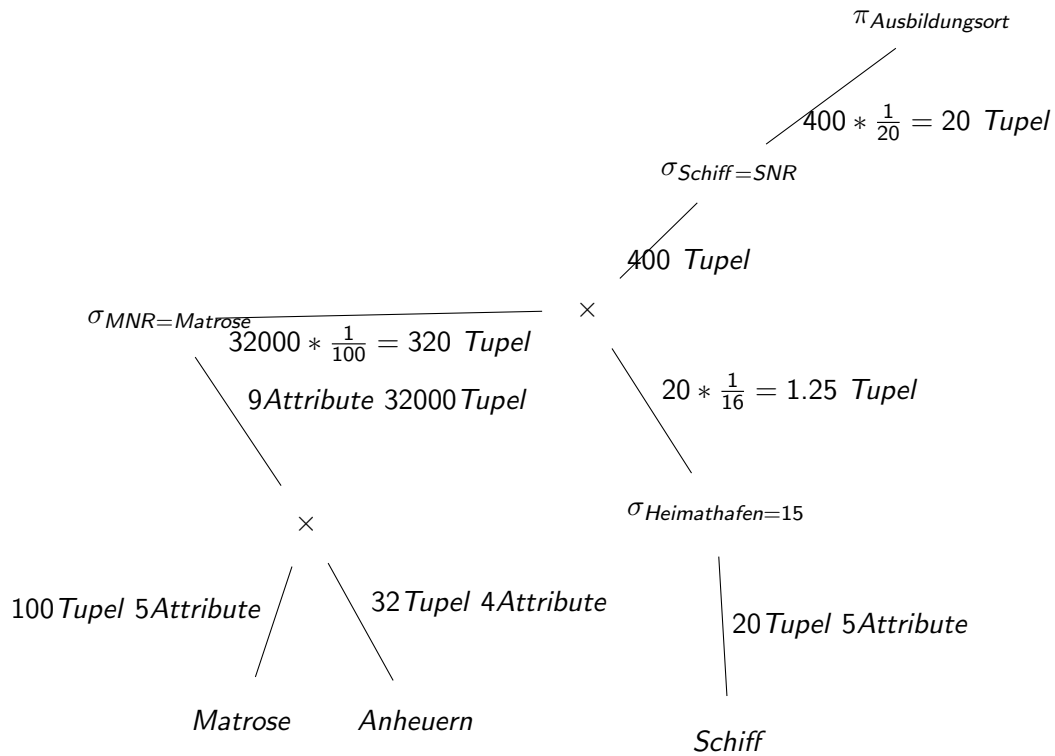 π_Ausbildungsort
400 * 1/20 = 20 Tupel
σ_Schiff=SNR
400 Tupel
σ_MNR=Matrose
×
32000 * 1/100 = 320 Tupel
20 * 1/16 = 1.25 Tupel
9Attribute 32000Tupel
σ_Heimathafen=15
×
100Tupel 5Attribute
32Tupel 4Attribute
20Tupel 5Attribute
Matrose
Anheuern
Schiff